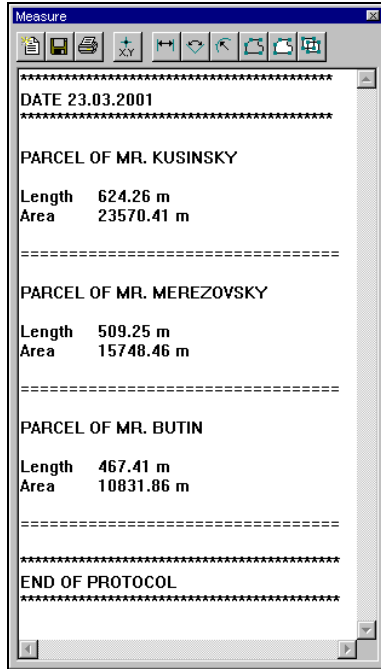 Measure
X,Y
****************************************
DATE 23.03.2001
****************************************
PARCEL OF MR. KUSINSKY
Length 624.26 m
Area 23570.41 m
=================================
PARCEL OF MR. MEREZOVSKY
Length 509.25 m
Area 15748.46 m
=================================
PARCEL OF MR. BUTIN
Length 467.41 m
Area 10831.86 m
=================================
*****************************************
END OF PROTOCOL
*****************************************